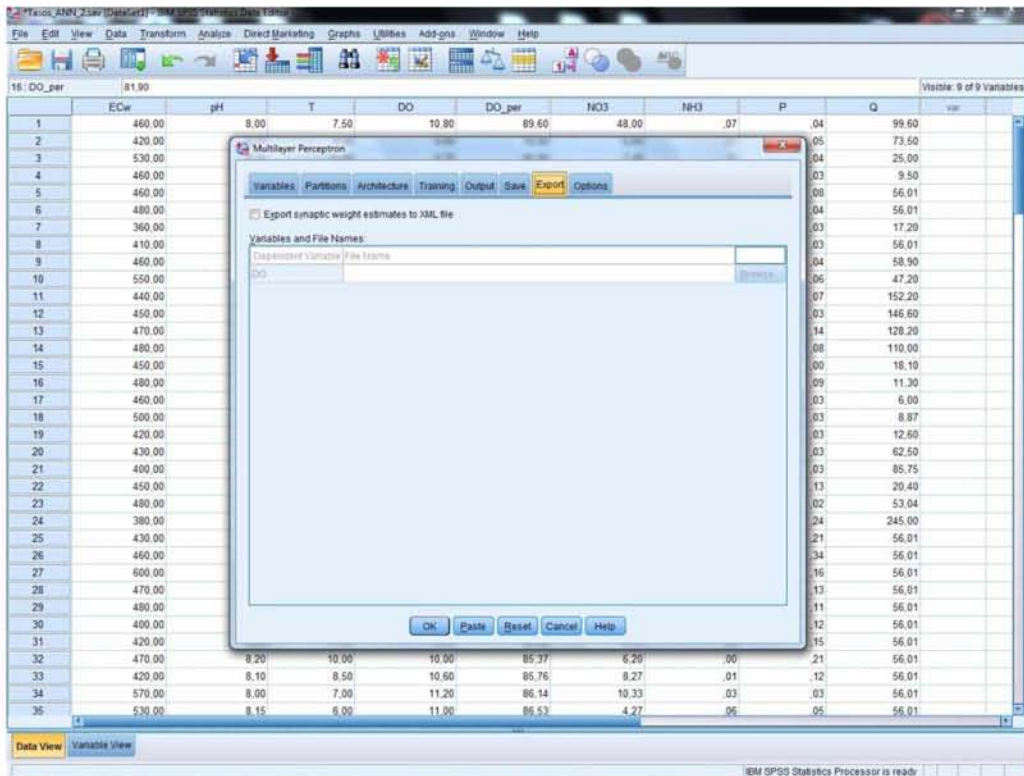 *Tasos_ANN_2.sav [DataSet1] - IBM SPSS Statistics Data Editor
File Edit View Data Transform Analyze Direct Marketing Graphs Utilities Add-ons Window Help
16 : DO_per 81,90 Visible: 9 of 9 Variables
ECw pH T DO DO_per NO3 NH3 P Q var
1 460,00 8,00 7,50 10,80 89,60 48,00 ,07 ,04 99,60
2 420,00 05 73,50
3 530,00 04 25,00
4 460,00 03 9,50
5 460,00 08 56,01
6 480,00 04 56,01
7 360,00 03 17,20
8 410,00 03 56,01
9 460,00 04 58,90
10 550,00 06 47,20
11 440,00 07 152,20
12 450,00 03 146,60
13 470,00 14 128,20
14 480,00 08 110,00
15 450,00 00 18,10
16 480,00 09 11,30
17 460,00 03 6,00
18 500,00 03 8,87
19 420,00 03 12,60
20 430,00 03 62,50
21 400,00 03 85,75
22 450,00 13 20,40
23 480,00 02 53,04
24 380,00 24 245,00
25 430,00 21 56,01
26 460,00 34 56,01
27 600,00 16 56,01
28 470,00 13 56,01
29 480,00 11 56,01
30 400,00 12 56,01
31 420,00 15 56,01
32 470,00 8,20 10,00 10,00 85,37 6,20 ,00 ,21 56,01
33 420,00 8,10 8,50 10,60 85,76 8,27 ,01 ,12 56,01
34 570,00 8,00 7,00 11,20 86,14 10,33 ,03 ,03 56,01
35 530,00 8,15 6,00 11,00 86,53 4,27 ,06 ,05 56,01
Multilayer Perceptron
Variables Partitions Architecture Training Output Save Export Options
Export synaptic weight estimates to XML file
Variables and File Names:
Dependent Variable File Name
DO Browse...
OK Paste Reset Cancel Help
Data View Variable View
IBM SPSS Statistics Processor is ready